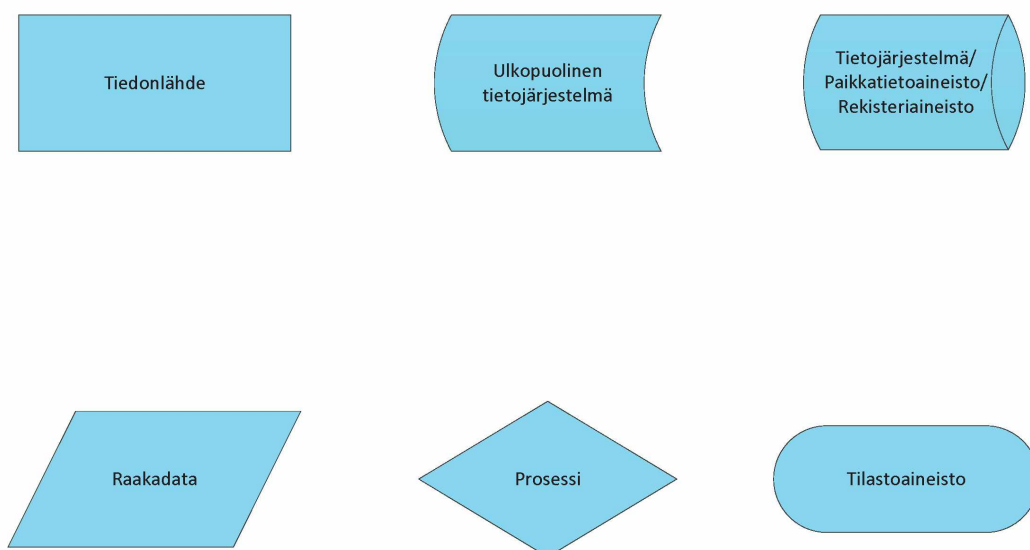 Tiedonlähde
Ulkopuolinen
tietojärjestelmä
Tietojärjestelmä/
Paikkatietoaineisto/
Rekisteriaineisto
Raakadata
Prosessi
Tilastoaineisto